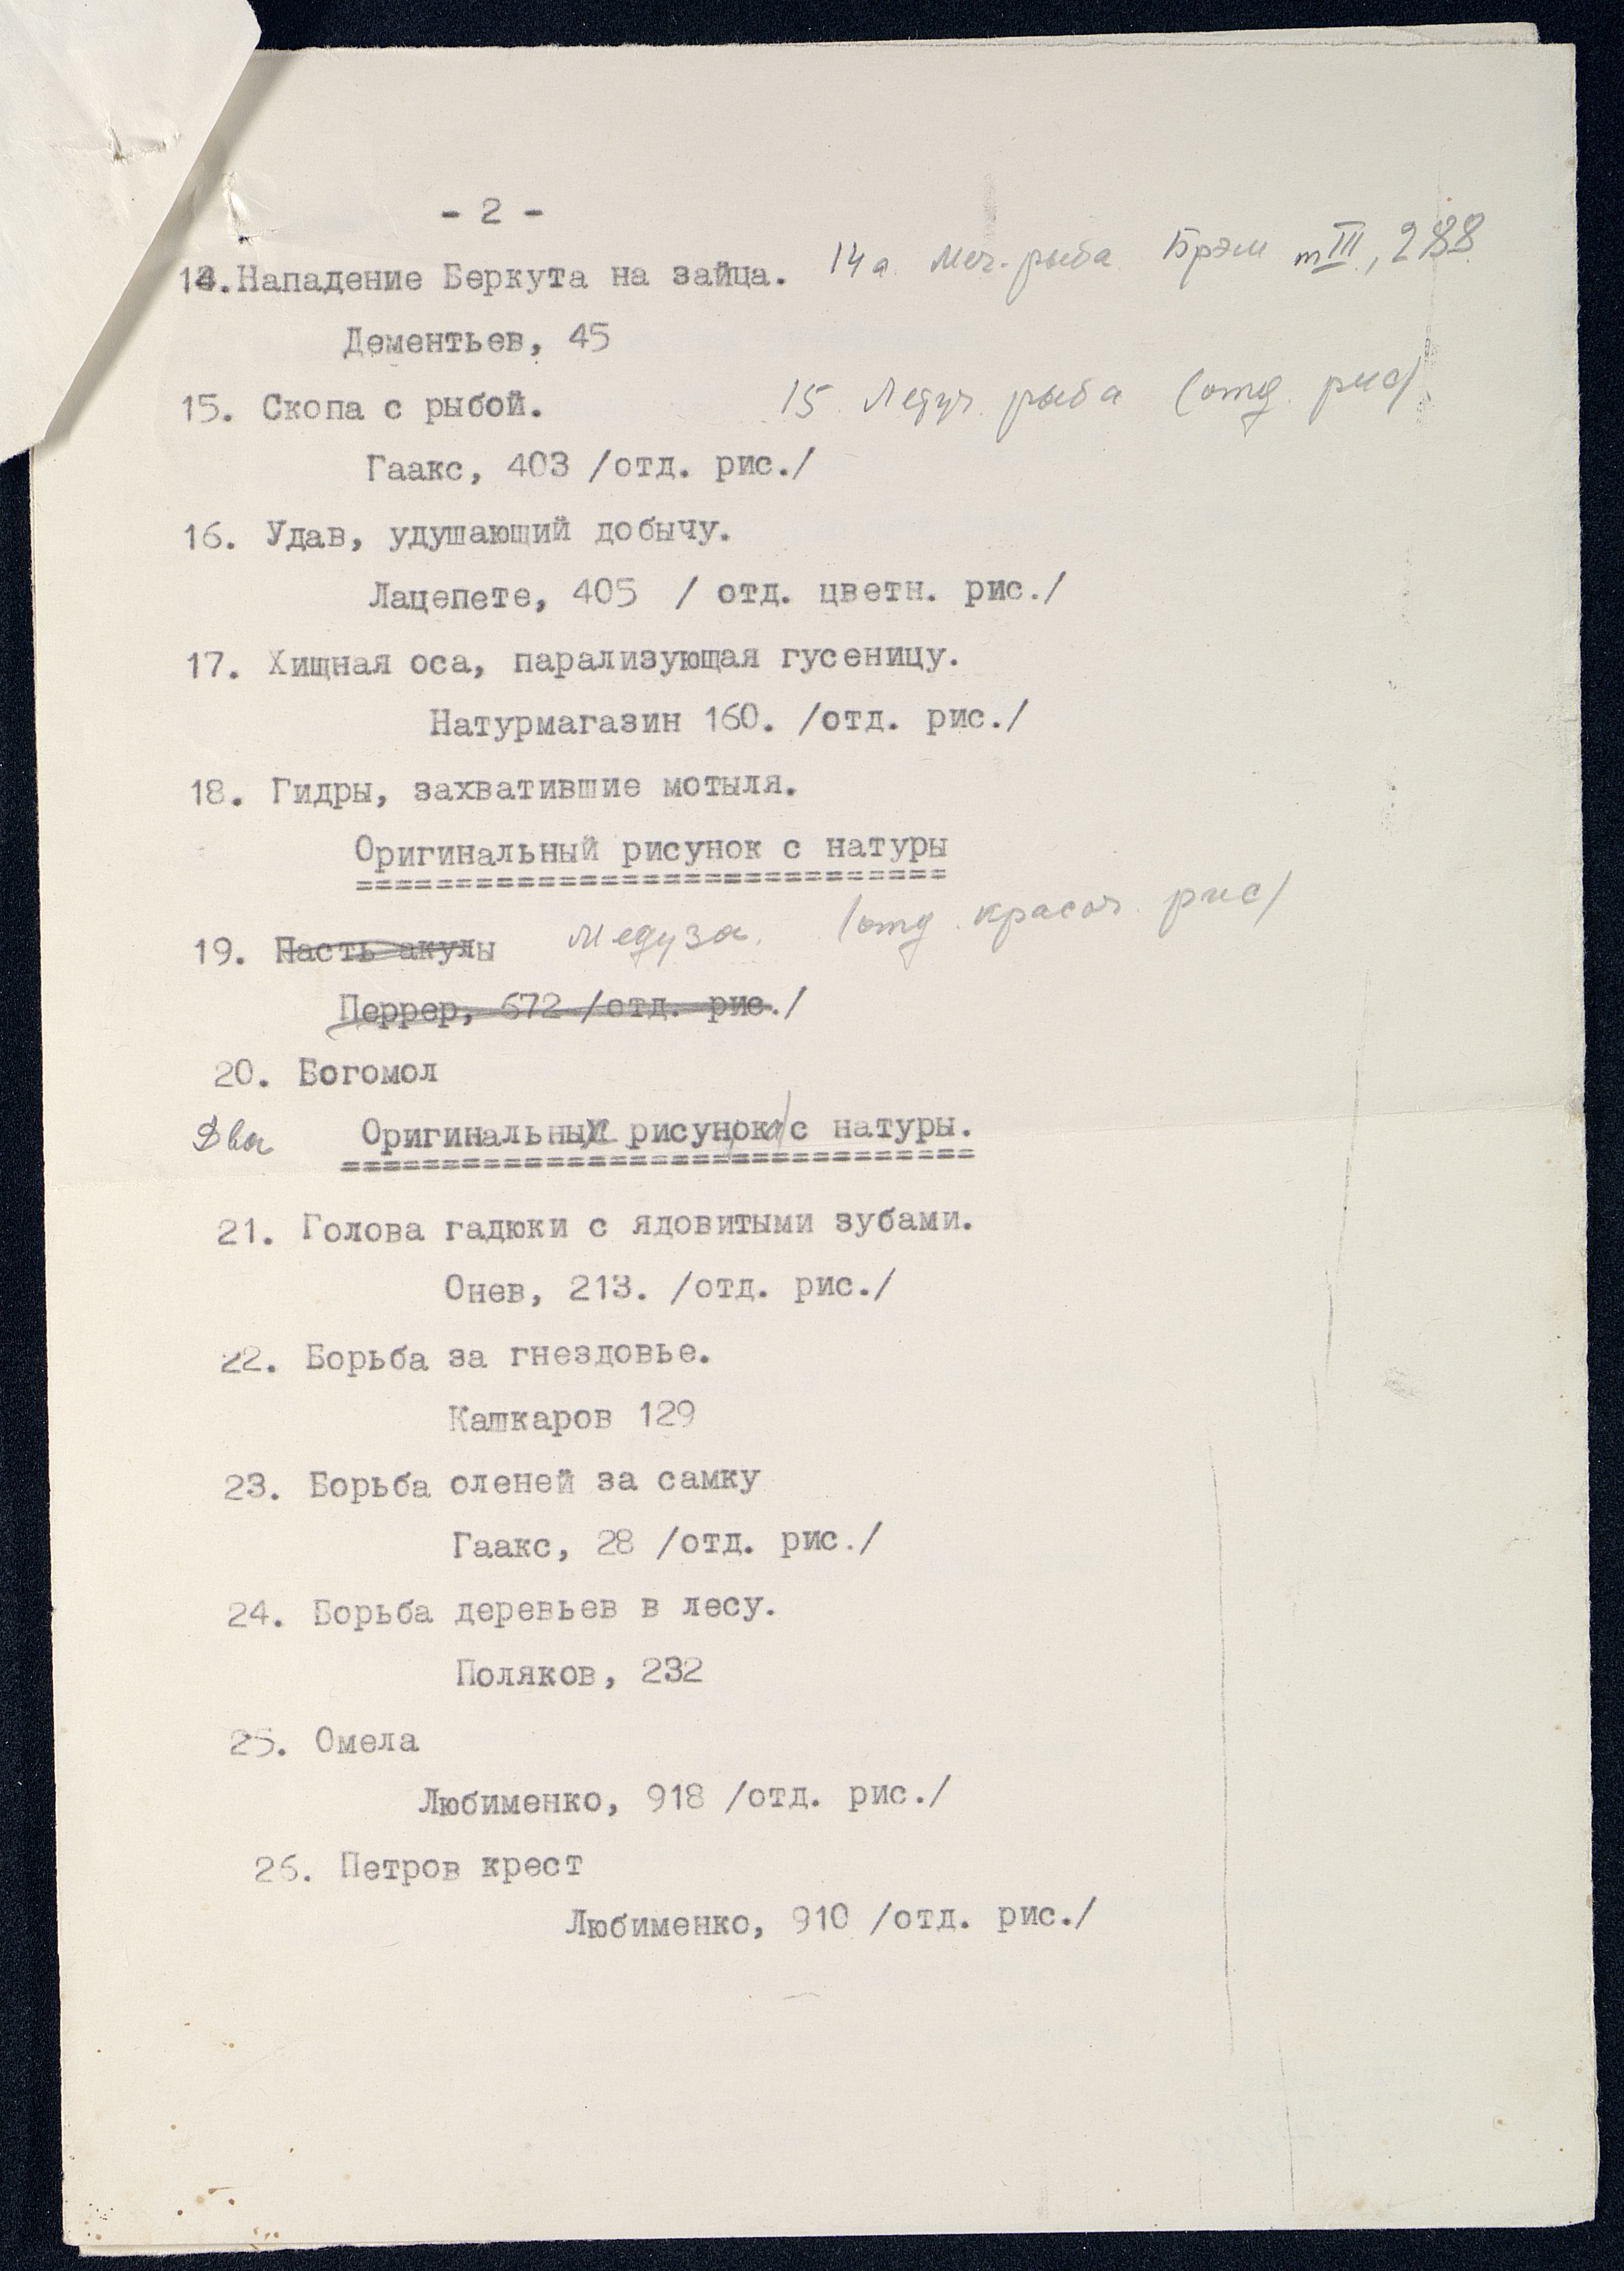 - 2 -
14. Нападение Беркута на зайца. 14а меч-рыба Брэм т III, 288
Дементьев, 45
15. Скопа с рыбой. 15 Летуч. рыба (отд. рис)
Гаакс, 403 /отд. рис./
16. Удав, удушающий добычу.
Лацепете, 405 / отд. цветн. рис./
17. Хищная оса, парализующая гусеницу.
Натурмагазин 160. /отд. рис./
18. Гидры, захватившие мотыля.
Оригинальный рисунок с натуры
==============================
19. Пасть акулы Медуза. (отд. красоч. рис)
Перрер, 672 /отд. рис./
20. Богомол
Два Оригинальных рисунка с натуры.
===============================
21. Голова гадюки с ядовитыми зубами.
Онев, 213. /отд. рис./
22. Борьба за гнездовье.
Кашкаров 129
23. Борьба оленей за самку
Гаакс, 28 /отд. рис./
24. Борьба деревьев в лесу.
Поляков, 232
25. Омела
Любименко, 918 /отд. рис./
26. Петров крест
Любименко, 910 /отд. рис./